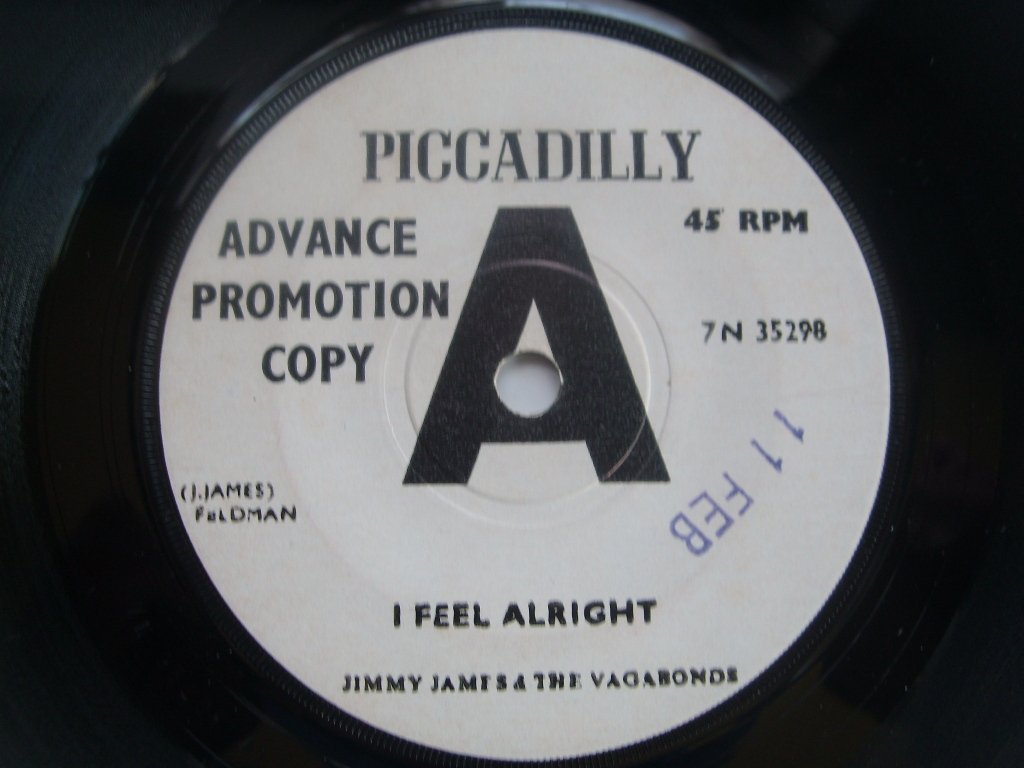 PICCADILLY
ADVANCE
PROMOTION
COPY
A
45 RPM
7N 35298
11 FEB
(J.JAMES)
FELDMAN
I FEEL ALRIGHT
JIMMY JAMES & THE VAGABONDS